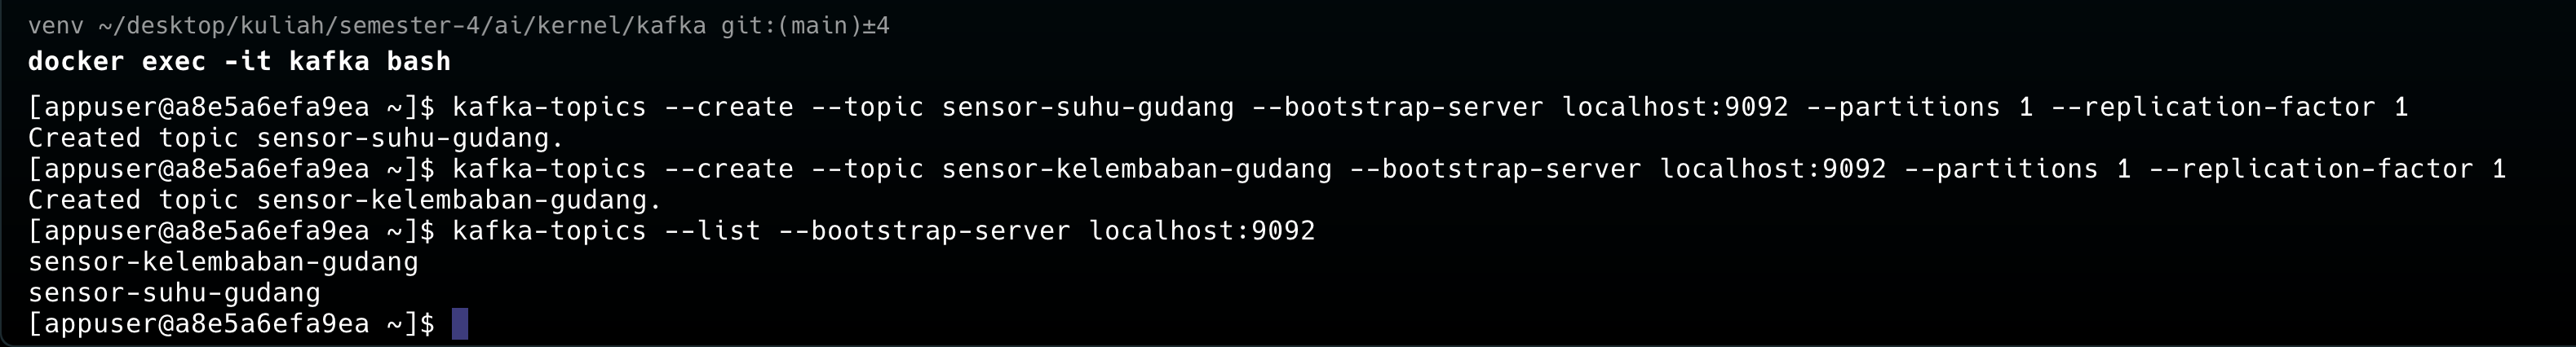 venv ~/desktop/kuliah/semester-4/ai/kernel/kafka git:(main)±4
docker exec -it kafka bash
[appuser@a8e5a6efa9ea ~]$ kafka-topics --create --topic sensor-suhu-gudang --bootstrap-server localhost:9092 --partitions 1 --replication-factor 1
Created topic sensor-suhu-gudang.
[appuser@a8e5a6efa9ea ~]$ kafka-topics --create --topic sensor-kelembaban-gudang --bootstrap-server localhost:9092 --partitions 1 --replication-factor 1
Created topic sensor-kelembaban-gudang.
[appuser@a8e5a6efa9ea ~]$ kafka-topics --list --bootstrap-server localhost:9092
sensor-kelembaban-gudang
sensor-suhu-gudang
[appuser@a8e5a6efa9ea ~]$